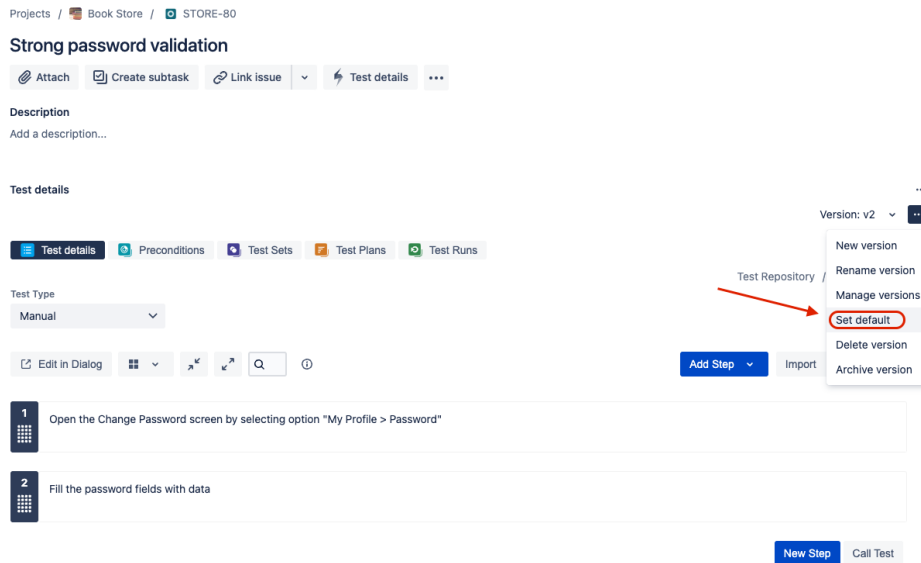 Projects / Book Store / STORE-80
Strong password validation
Attach Create subtask Link issue Test details
Description
Add a description...
Test details
Version: v2
Test details Preconditions Test Sets Test Plans Test Runs
New version
Rename version
Test Repository /
Manage versions
Test Type
Manual
Set default
Delete version
Edit in Dialog Add Step Import
Archive version
1 Open the Change Password screen by selecting option "My Profile > Password"
2 Fill the password fields with data
New Step Call Test